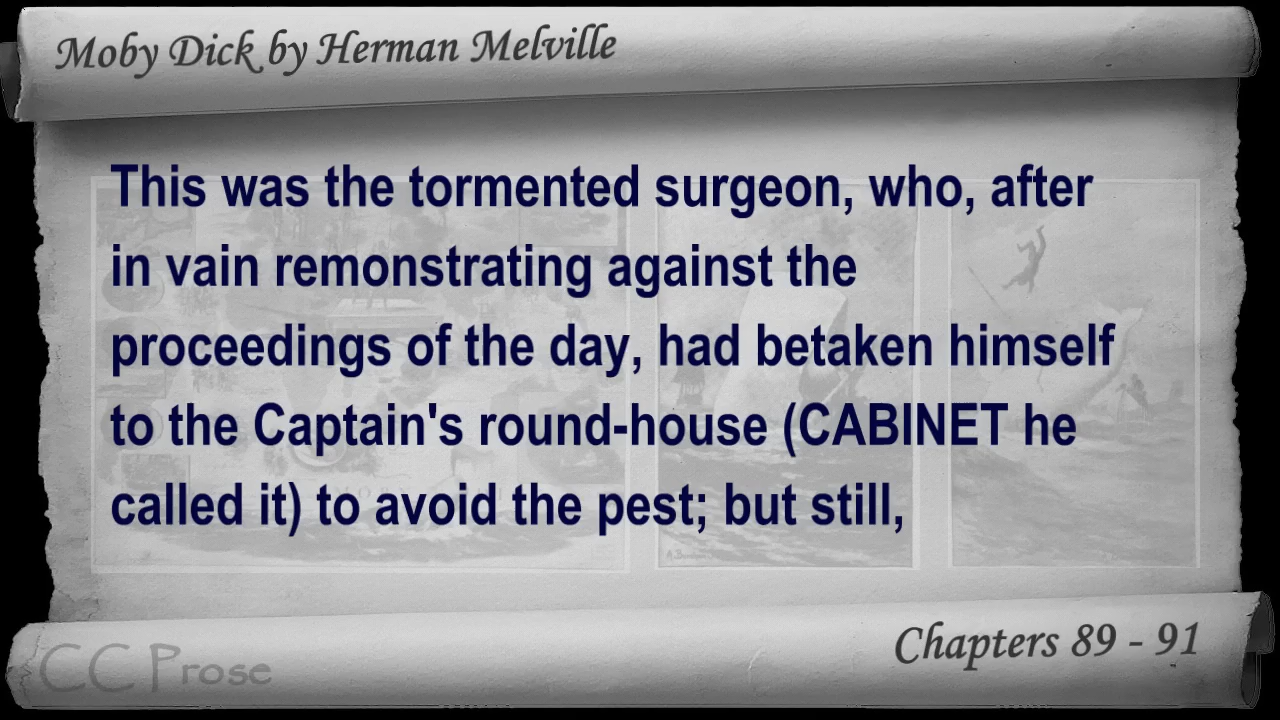 Moby Dick by Herman Melville
This was the tormented surgeon, who, after
in vain remonstrating against the
proceedings of the day, had betaken himself
to the Captain's round-house (CABINET he
called it) to avoid the pest; but still,
Chapters 89 - 91
CC Prose